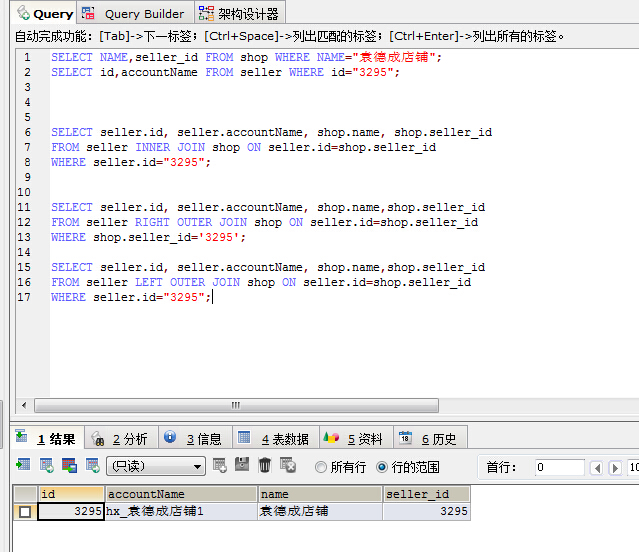 Query Query Builder 架构设计器
自动完成功能: [Tab]->下一标签; [Ctrl+Space]->列出匹配的标签; [Ctrl+Enter]->列出所有的标签。
1 SELECT NAME,seller_id FROM shop WHERE NAME="袁德成店铺";
2 SELECT id,accountName FROM seller WHERE id="3295";
3
4
5
6 SELECT seller.id, seller.accountName, shop.name, shop.seller_id
7 FROM seller INNER JOIN shop ON seller.id=shop.seller_id
8 WHERE seller.id="3295";
9
10
11 SELECT seller.id, seller.accountName, shop.name,shop.seller_id
12 FROM seller RIGHT OUTER JOIN shop ON seller.id=shop.seller_id
13 WHERE shop.seller_id='3295';
14
15 SELECT seller.id, seller.accountName, shop.name,shop.seller_id
16 FROM seller LEFT OUTER JOIN shop ON seller.id=shop.seller_id
17 WHERE seller.id="3295";
1 结果 2 分析 3 信息 4 表数据 5 资料 6 历史
(只读) 所有行 行的范围 首行: 0 10
id accountName name seller_id
3295 hx_袁德成店铺1 袁德成店铺 3295